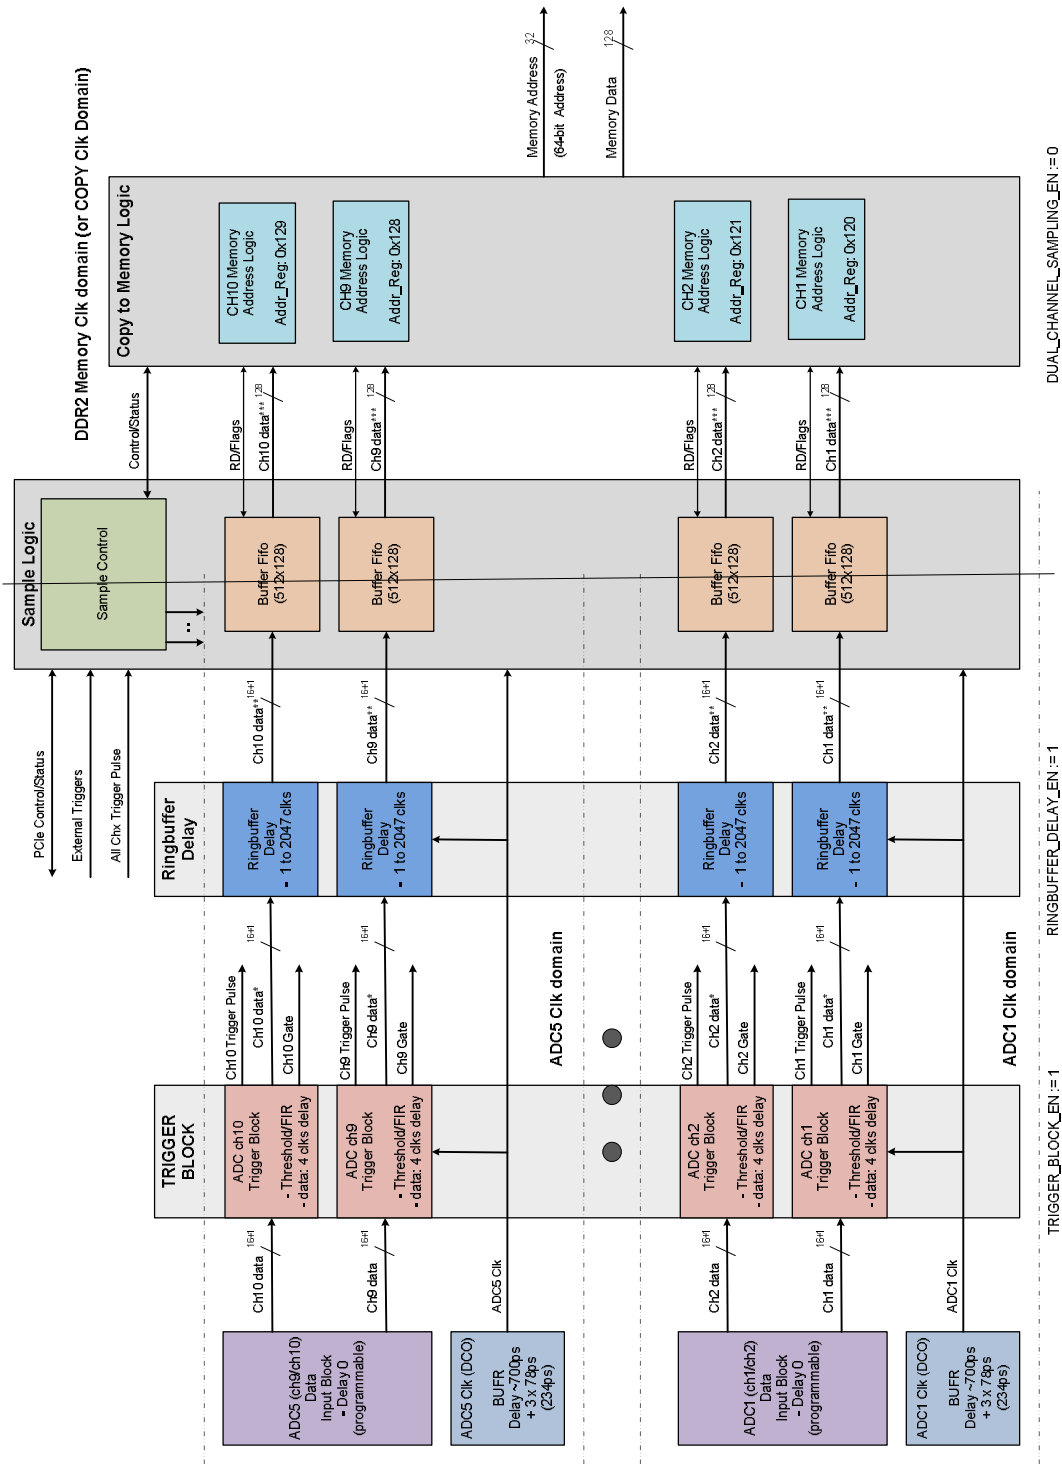 DDR2 Memory Clk domain (or COPY Clk Domain)
Memory Address
32
(64-bit Address)
Memory Data
128
Copy to Memory Logic
CH10 Memory
Address Logic
Addr_Reg: 0x129
CH9 Memory
Address Logic
Addr_Reg: 0x128
CH2 Memory
Address Logic
Addr_Reg: 0x121
CH1 Memory
Address Logic
Addr_Reg: 0x120
DUAL_CHANNEL_SAMPLING_EN := 0
Control/Status
RD/Flags
Ch10 data***
128
RD/Flags
Ch9 data***
128
RD/Flags
Ch2 data***
128
RD/Flags
Ch1 data***
128
Sample Logic
Sample Control
..
Buffer Fifo
(512x128)
Buffer Fifo
(512x128)
Buffer Fifo
(512x128)
Buffer Fifo
(512x128)
PCIe Control/Status
External Triggers
All Chx Trigger Pulse
Ch10 data**
16+1
Ch9 data**
16+1
Ch2 data**
16+1
Ch1 data**
16+1
Ringbuffer
Delay
Ringbuffer
Delay
- 1 to 2047 clks
Ringbuffer
Delay
- 1 to 2047 clks
Ringbuffer
Delay
- 1 to 2047 clks
Ringbuffer
Delay
- 1 to 2047 clks
RINGBUFFER_DELAY_EN := 1
Ch10 Trigger Pulse
Ch10 data*
16+1
Ch10 Gate
Ch9 Trigger Pulse
Ch9 data*
16+1
Ch9 Gate
ADC5 Clk domain
Ch2 Trigger Pulse
Ch2 data*
16+1
Ch2 Gate
Ch1 Trigger Pulse
Ch1 data*
16+1
Ch1 Gate
ADC1 Clk domain
TRIGGER
BLOCK
ADC ch10
Trigger Block
- Threshold/FIR
- data: 4 clks delay
ADC ch9
Trigger Block
- Threshold/FIR
- data: 4 clks delay
ADC ch2
Trigger Block
- Threshold/FIR
- data: 4 clks delay
ADC ch1
Trigger Block
- Threshold/FIR
- data: 4 clks delay
TRIGGER_BLOCK_EN := 1
Ch10 data
16+1
Ch9 data
16+1
ADC5 Clk
Ch2 data
16+1
Ch1 data
16+1
ADC1 Clk
ADC5 (ch9/ch10)
Data
Input Block
- Delay 0
(programmable)
ADC5 Clk (DCO)
BUFR
Delay ~700ps
+ 3 x 78ps
(234ps)
ADC1 (ch1/ch2)
Data
Input Block
- Delay 0
(programmable)
ADC1 Clk (DCO)
BUFR
Delay ~700ps
+ 3 x 78ps
(234ps)